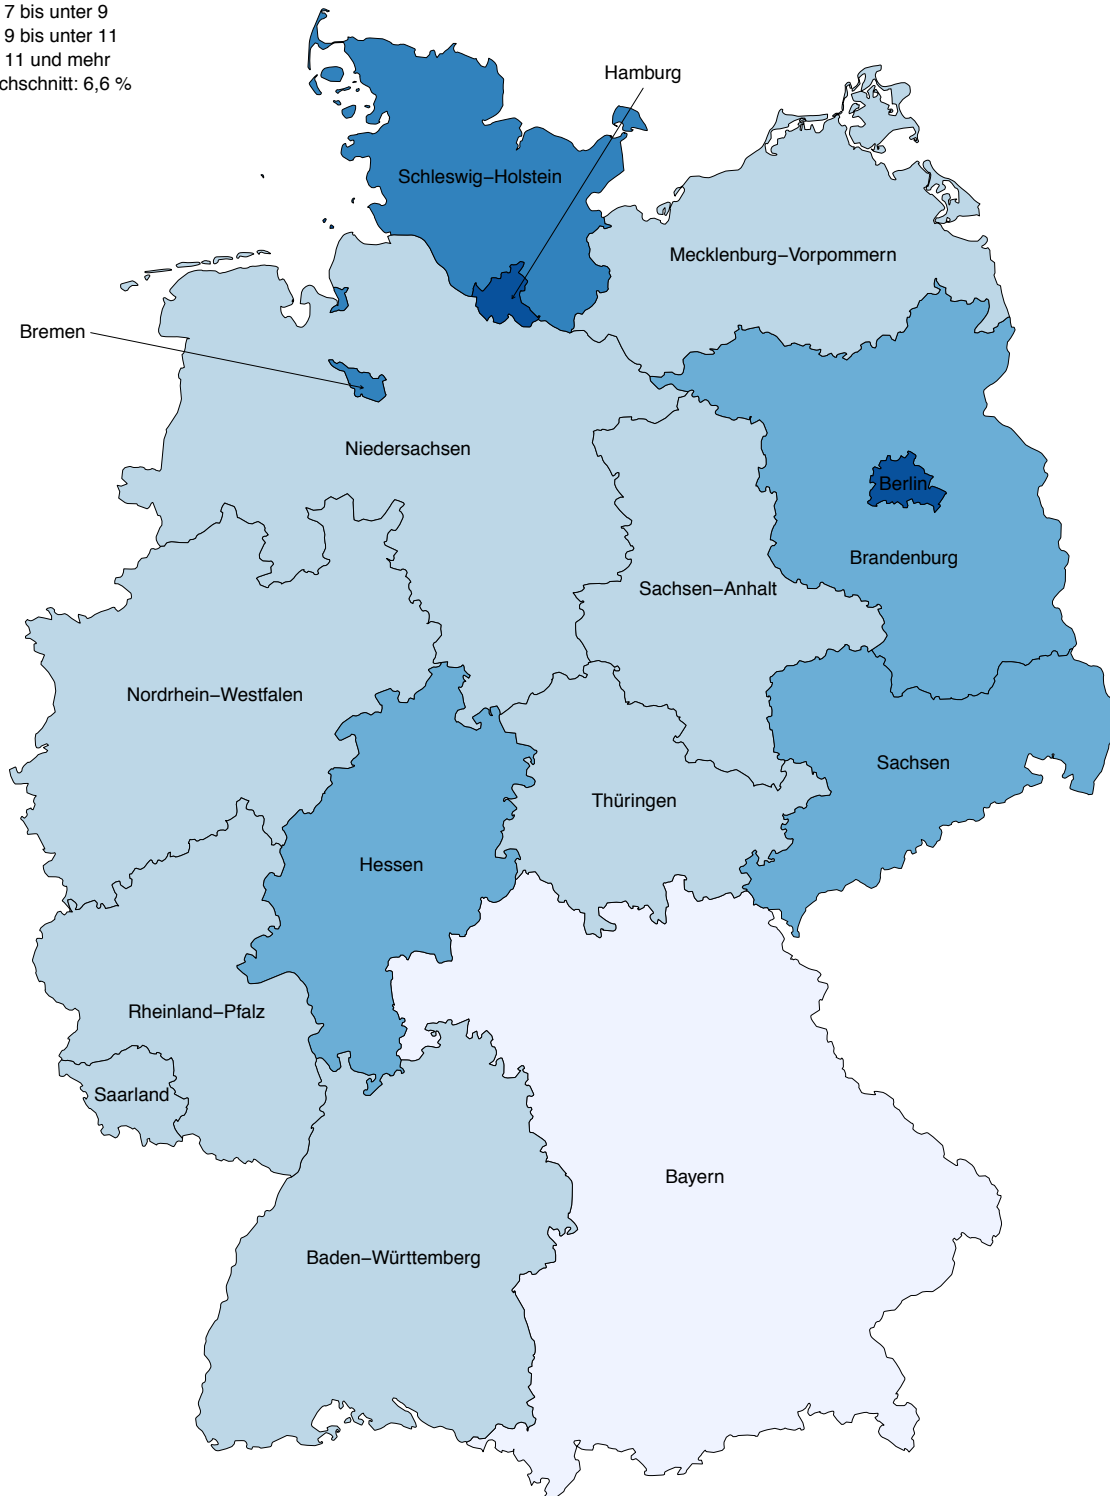 7 bis unter 9
9 bis unter 11
11 und mehr
chschnitt: 6,6 %
Hamburg
Schleswig–Holstein
Mecklenburg–Vorpommern
Bremen
Niedersachsen
Berlin
Brandenburg
Sachsen–Anhalt
Nordrhein–Westfalen
Sachsen
Thüringen
Hessen
Rheinland–Pfalz
Saarland
Bayern
Baden–Württemberg